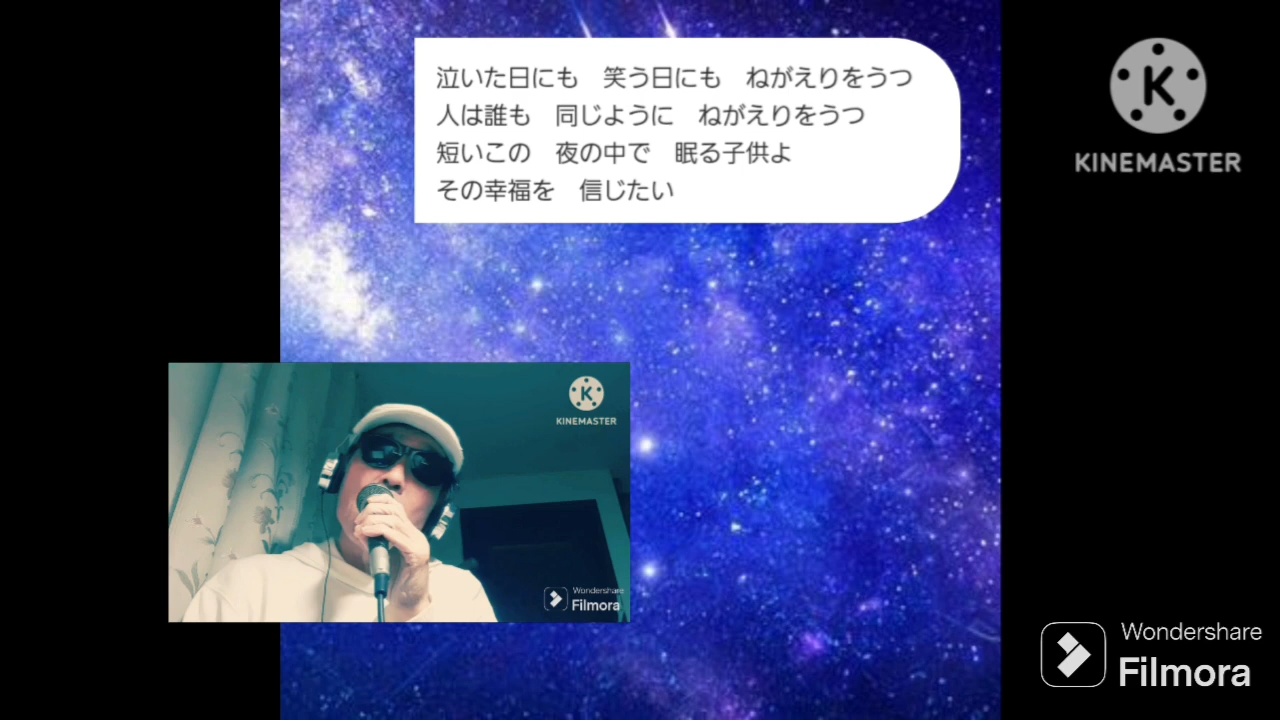 泣いた日にも　笑う日にも　ねがえりをうつ
人は誰も　同じように　ねがえりをうつ
短いこの　夜の中で　眠る子供よ
その幸福を　信じたい
K
KINEMASTER
K
KINEMASTER
Wondershare
Filmora
Wondershare
Filmora